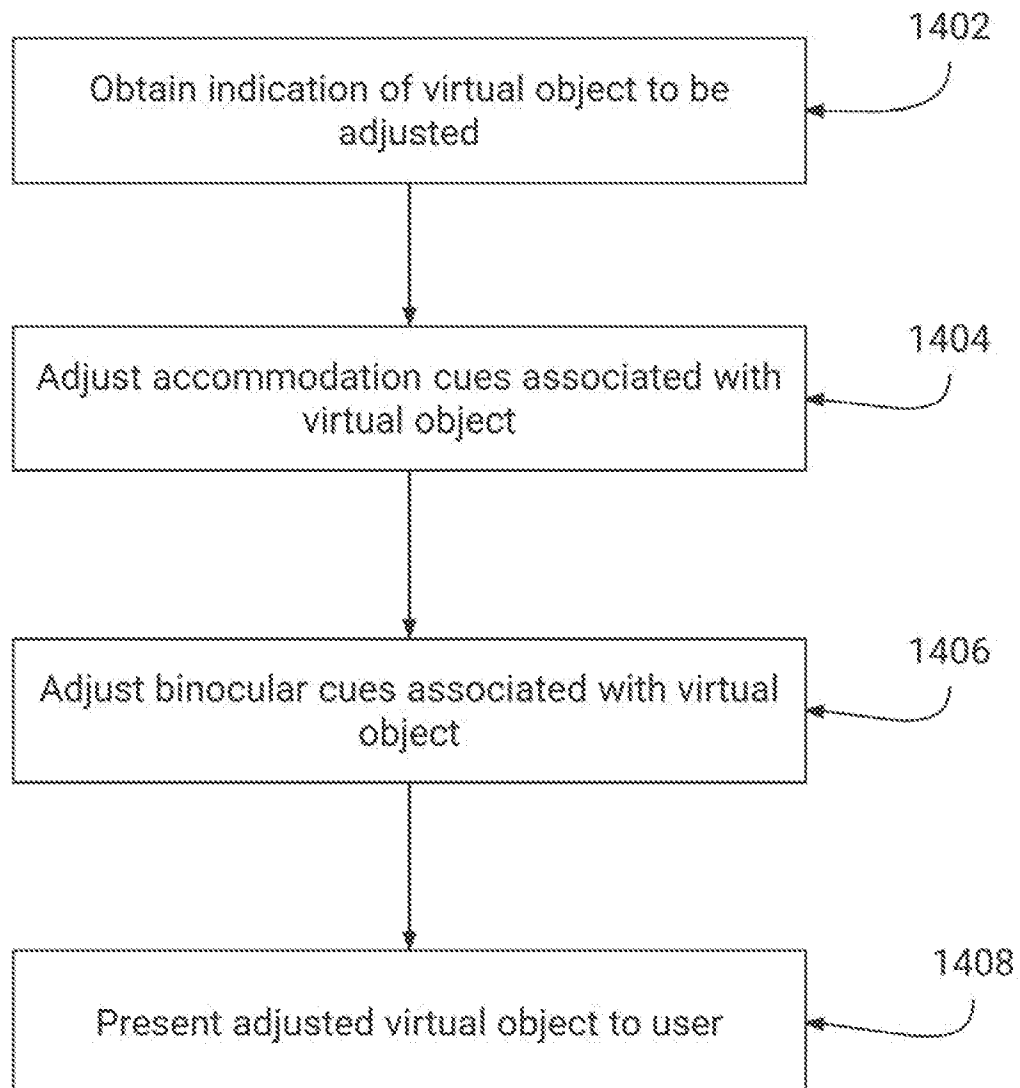 1402
Obtain indication of virtual object to be
adjusted
1404
Adjust accommodation cues associated with
virtual object
1406
Adjust binocular cues associated with virtual
object
1408
Present adjusted virtual object to user